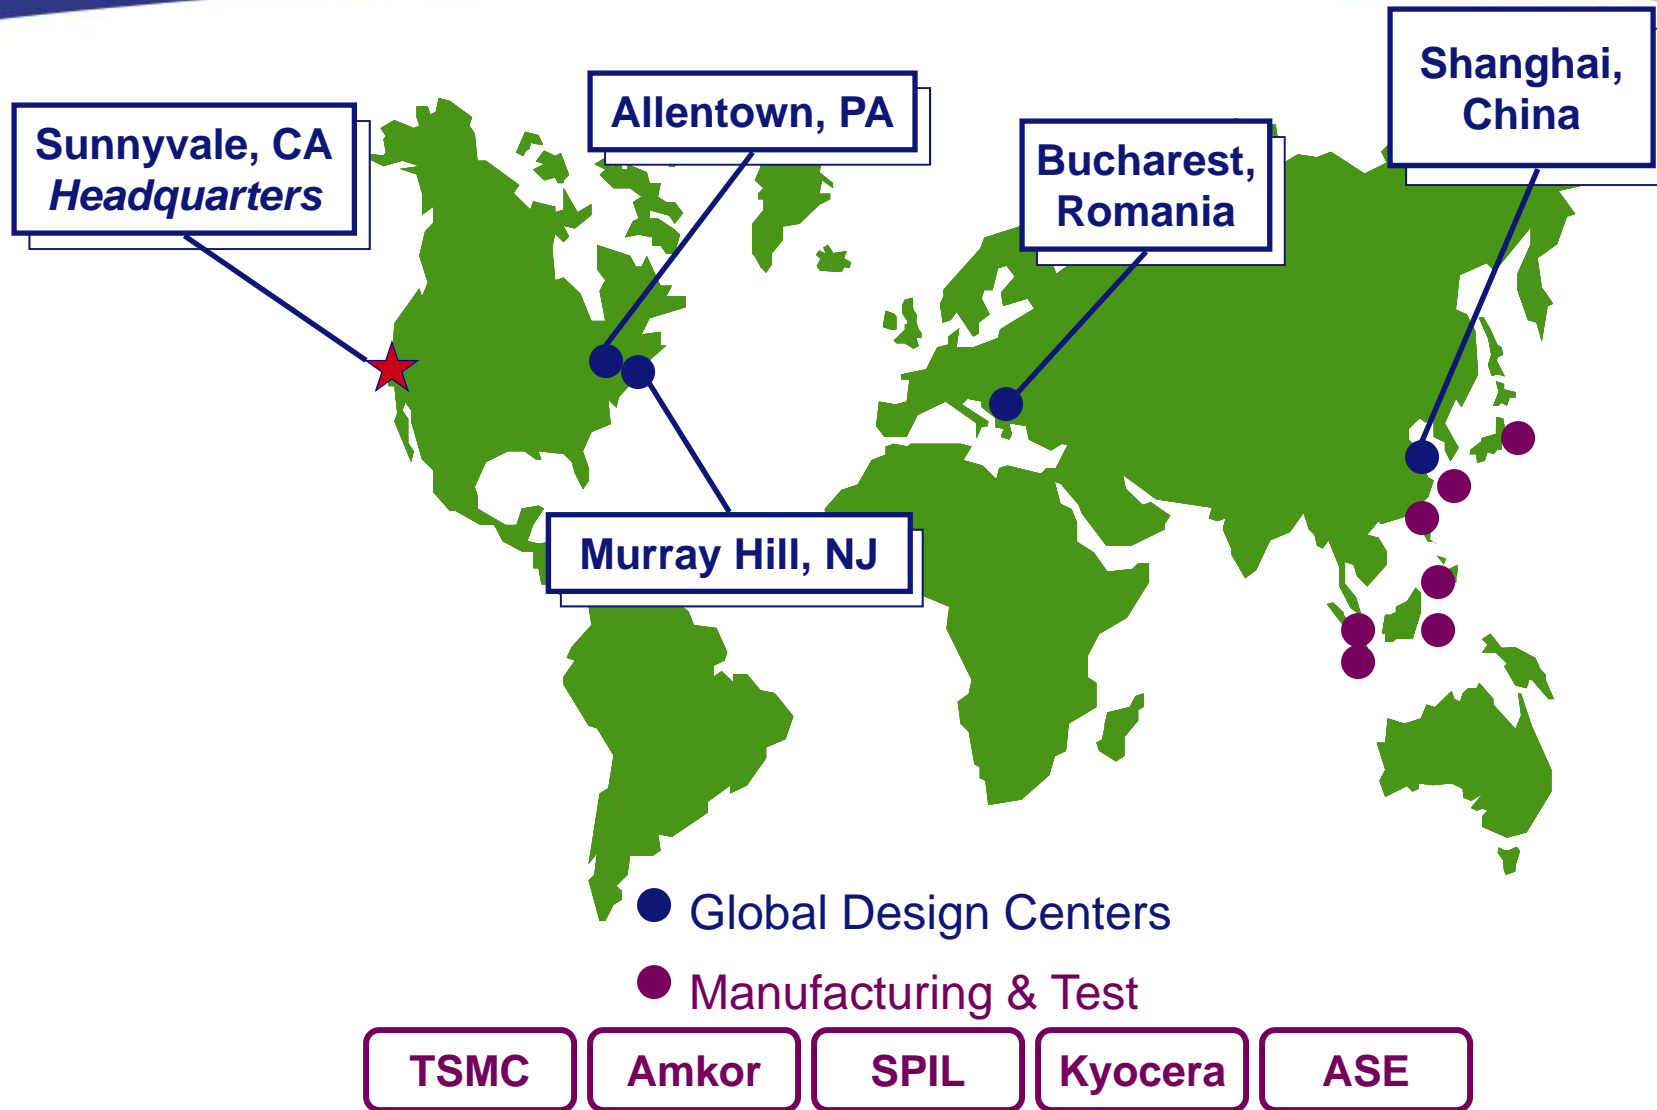 Sunnyvale, CA
Headquarters
Allentown, PA
Bucharest,
Romania
Shanghai,
China
Murray Hill, NJ
Global Design Centers
Manufacturing & Test
TSMC
Amkor
SPIL
Kyocera
ASE